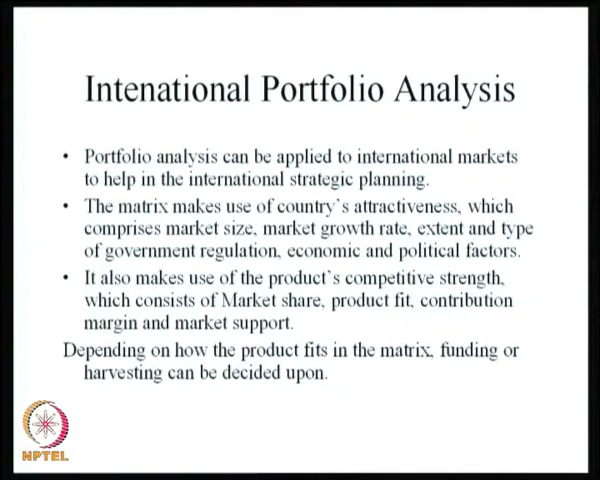 Intenational Portfolio Analysis
• Portfolio analysis can be applied to international markets
to help in the international strategic planning.
• The matrix makes use of country's attractiveness, which
comprises market size, market growth rate, extent and type
of government regulation, economic and political factors.
• It also makes use of the product's competitive strength,
which consists of Market share, product fit, contribution
margin and market support.
Depending on how the product fits in the matrix, funding or
harvesting can be decided upon.
NPTEL